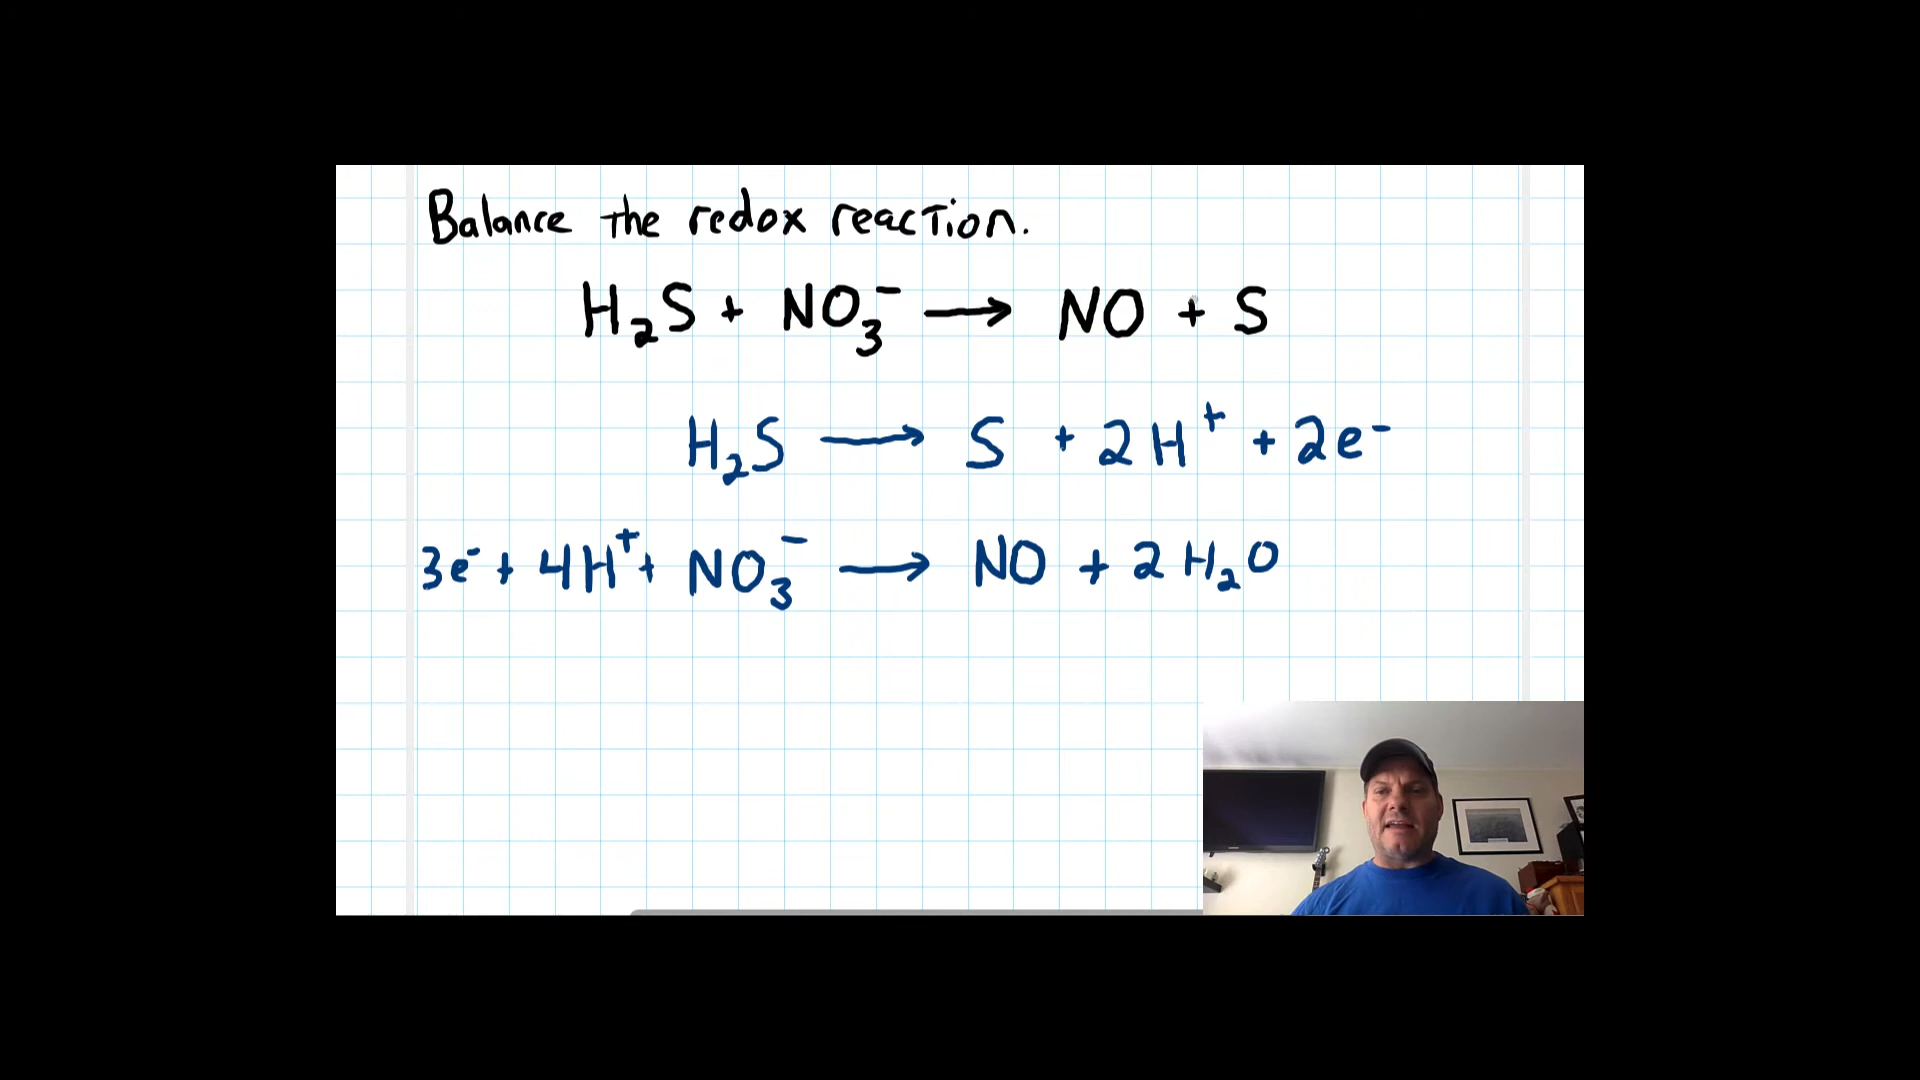 Balance the redox reaction.
H₂S + NO₃⁻ → NO + S
H₂S → S + 2H⁺ + 2e⁻
3e⁻ + 4H⁺ + NO₃⁻ → NO + 2H₂O